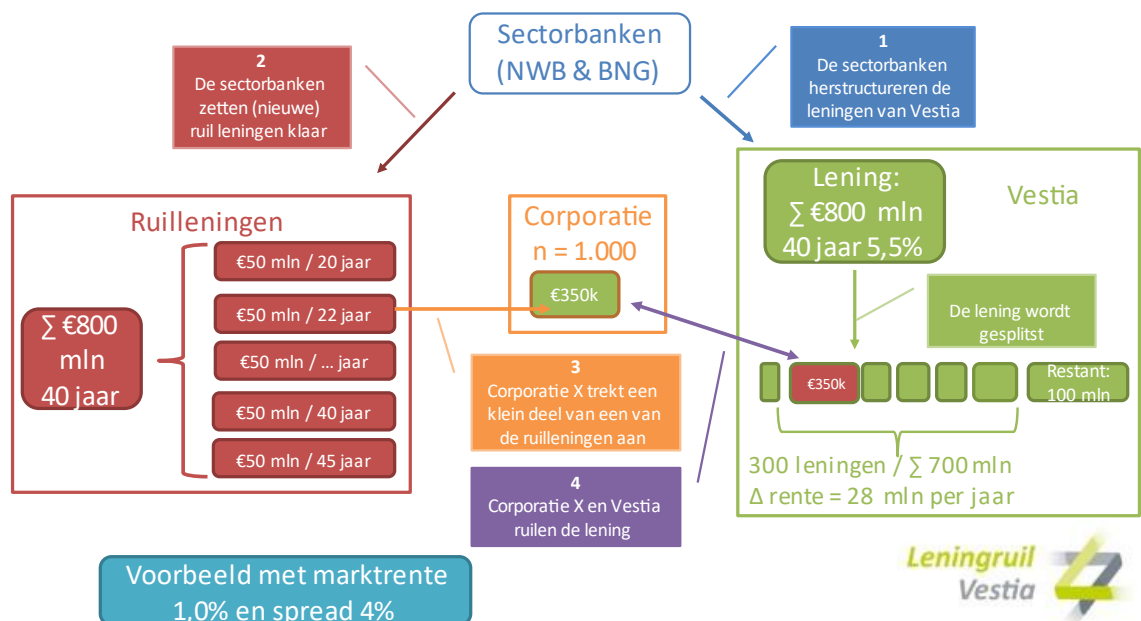 Sectorbanken
(NWB & BNG)
2
De sectorbanken
zetten (nieuwe)
ruil leningen klaar
1
De sectorbanken
herstructureren de
leningen van Vestia
Ruilleningen
∑ €800
mln
40 jaar
€50 mln / 20 jaar
€50 mln / 22 jaar
€50 mln / ... jaar
€50 mln / 40 jaar
€50 mln / 45 jaar
Corporatie
n = 1.000
€350k
3
Corporatie X trekt een
klein deel van een van
de ruilleningen aan
4
Corporatie X en Vestia
ruilen de lening
Lening:
∑ €800 mln
40 jaar 5,5%
Vestia
De lening wordt
gesplitst
€350k
Restant:
100 mln
300 leningen / ∑ 700 mln
Δ rente = 28 mln per jaar
Voorbeeld met marktrente
1,0% en spread 4%
Leningruil
Vestia